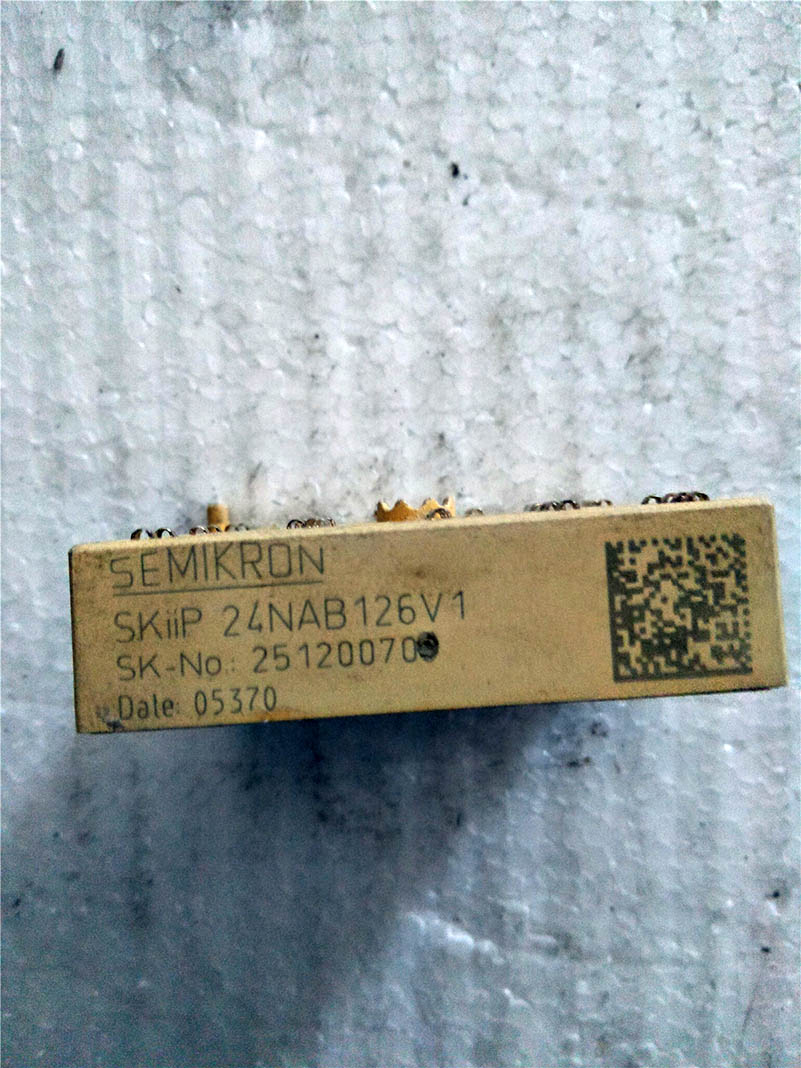 SEMIKRON
SKiiP 24NAB126V1
SK-No.: 25120070
Date: 05370